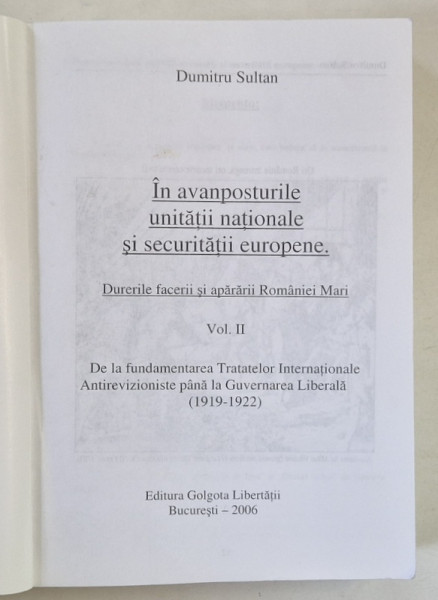 Dumitru Sultan
În avanposturile
unității naționale
și securității europene.
Durerile facerii și apărării României Mari
Vol. II
De la fundamentarea Tratatelor Internaționale
Antirevizioniste până la Guvernarea Liberală
(1919-1922)
Editura Golgota Libertății
București – 2006